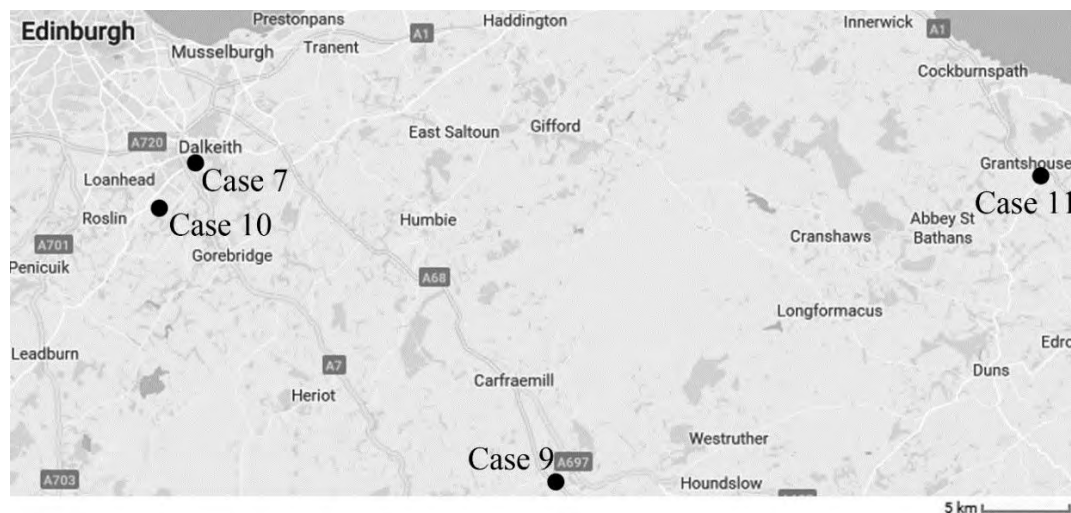 Edinburgh
Prestonpans
Haddington
Innerwick
A1
A1
Musselburgh
Tranent
Cockburnspath
A720
Dalkeith
East Saltoun
Gifford
Grantshouse
Loanhead
Case 7
Case 11
Roslin
Case 10
Humbie
Abbey St
Bathans
Cranshaws
A701
Penicuik
Gorebridge
A68
Longformacus
Leadburn
A7
Edro
Heriot
Carfraemill
Duns
Westruther
Case 9
A697
A703
Houndslow
5 km